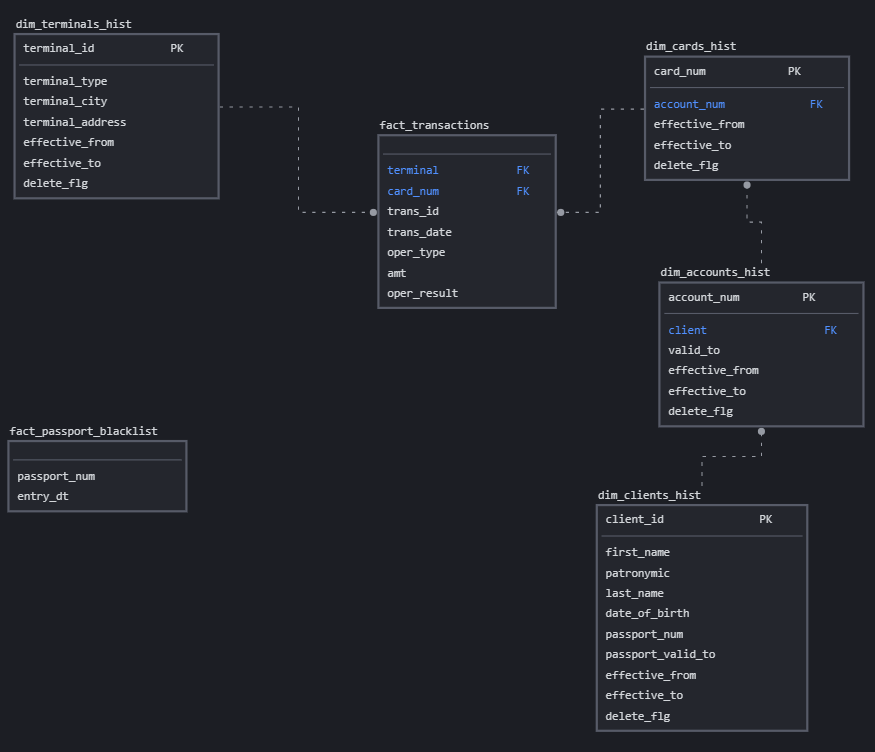 dim_terminals_hist
terminal_id PK
terminal_type
terminal_city
terminal_address
effective_from
effective_to
delete_flg
fact_transactions
terminal FK
card_num FK
trans_id
trans_date
oper_type
amt
oper_result
dim_cards_hist
card_num PK
account_num FK
effective_from
effective_to
delete_flg
dim_accounts_hist
account_num PK
client FK
valid_to
effective_from
effective_to
delete_flg
fact_passport_blacklist
passport_num
entry_dt
dim_clients_hist
client_id PK
first_name
patronymic
last_name
date_of_birth
passport_num
passport_valid_to
effective_from
effective_to
delete_flg